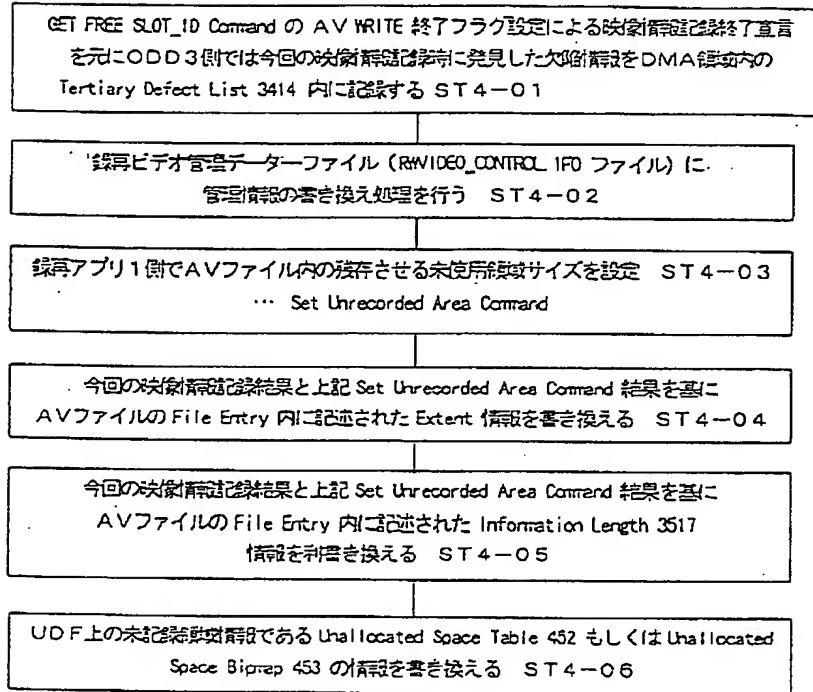 GET FREE SLOT_ID Command の AV WRITE 終了フラグ設定による映像情報記録終了宣言
を元にODD3側では今回の映像情報記録時に発見した欠陥情報をDMA領域内の
Tertiary Defect List 3414 内に記録する ST4-01
録再ビデオ管理データーファイル（RWVIDEO_CONTROL IFO ファイル）に
管理情報の書き換え処理を行う ST4-02
録再アプリ1側でAVファイル内の残存させる未使用領域サイズを設定 ST4-03
… Set Unrecorded Area Command
今回の映像情報記録結果と上記 Set Unrecorded Area Command 結果を基に
AVファイルの File Entry 内に記述された Extent 情報を書き換える ST4-04
今回の映像情報記録結果と上記 Set Unrecorded Area Command 結果を基に
AVファイルの File Entry 内に記述された Information Length 3517
情報を利書き換える ST4-05
UDF上の未記録領域情報である Unallocated Space Table 452 もしくは Unallocated
Space Bitmap 453 の情報を書き換える ST4-06